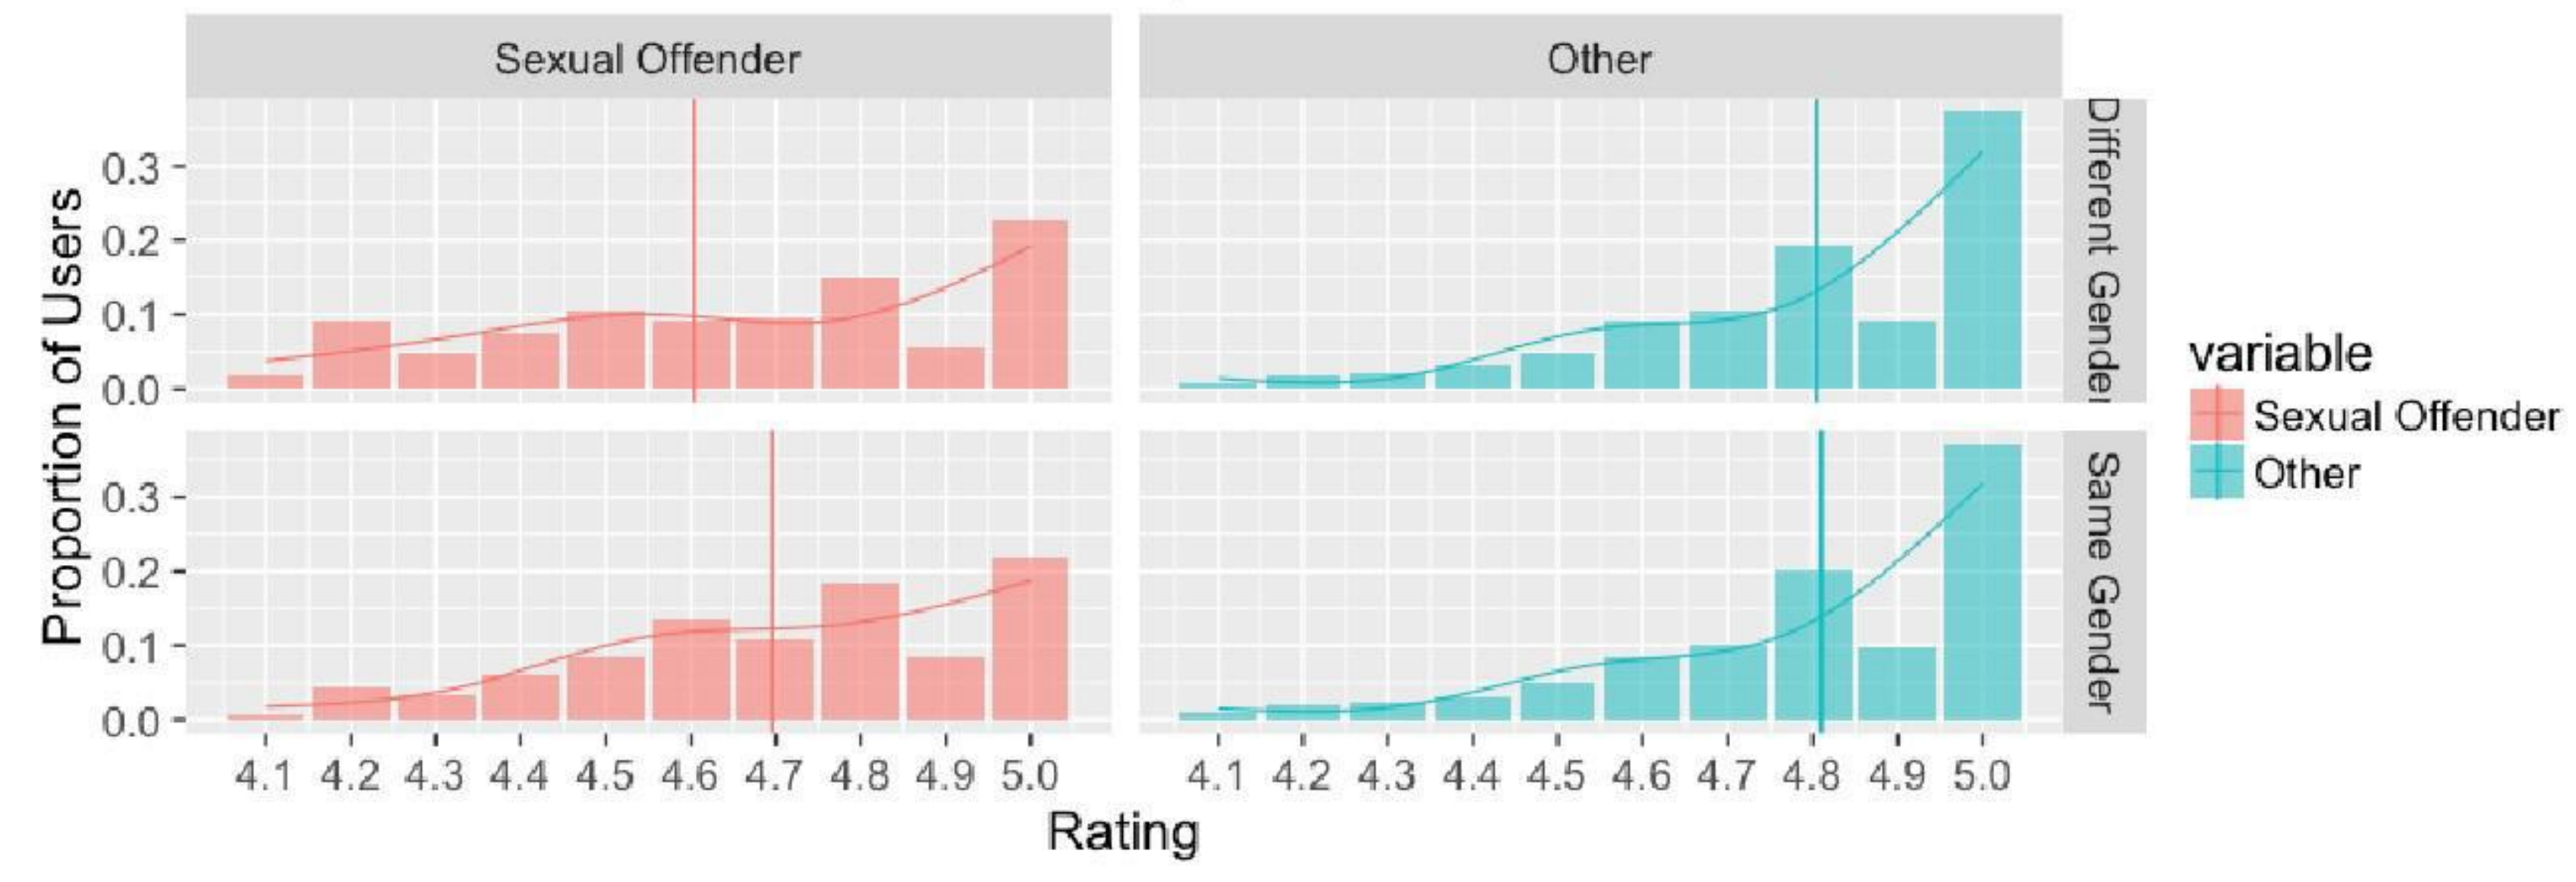 Sexual Offender
Other
Proportion of Users
0.3
0.2
0.1
0.0
Different Gender
0.3
0.2
0.1
0.0
Same Gender
4.1 4.2 4.3 4.4 4.5 4.6 4.7 4.8 4.9 5.0
4.1 4.2 4.3 4.4 4.5 4.6 4.7 4.8 4.9 5.0
Rating
variable
Sexual Offender
Other